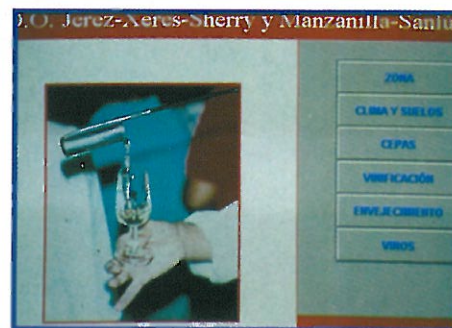 O. Jerez-Xeres-Sherry y Manzanilla-Sanlu
ZONA
CLIMA Y SUELOS
CEPAS
VINIFICACIÓN
ENVEJECIMIENTO
VINOS